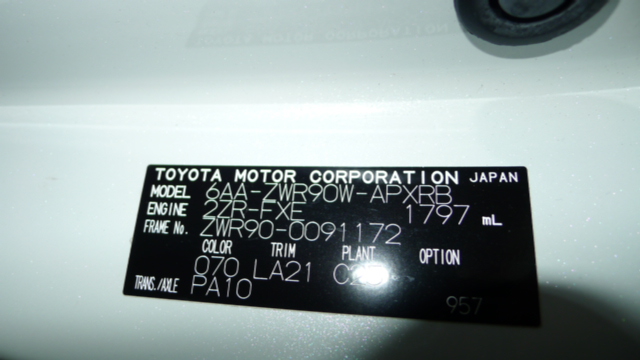 TOYOTA MOTOR CORPORATION JAPAN
MODEL 6AA-ZWR90W-APXRB
ENGINE 2ZR-FXE 1797 mL
FRAME No. ZWR90-0091172
COLOR TRIM PLANT OPTION
070 LA21
TRANS./AXLE PA10
957